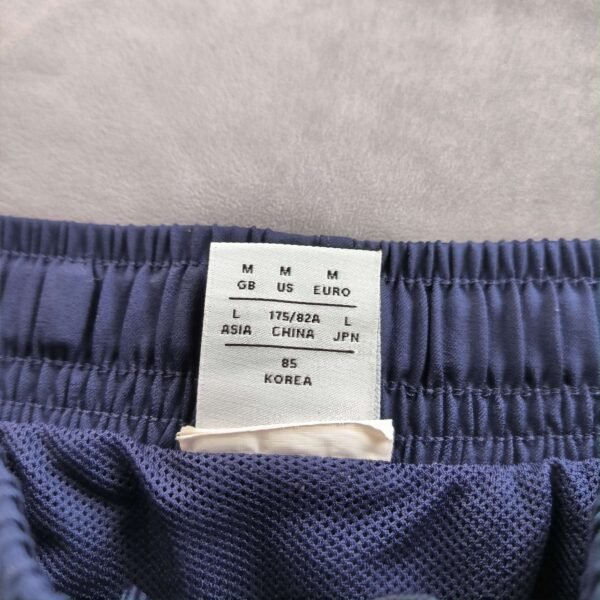 M M M
GB US EURO
L 175/82A L
ASIA CHINA JPN
85
KOREA